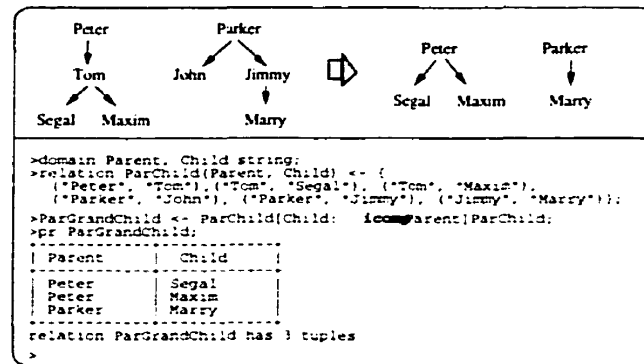 Peter Parker
Peter Parker
Tom John Jimmy
Segal Maxim Marry
Segal Maxim Marry
>domain Parent, Child string;
>relation ParChild(Parent, Child) <- {
("Peter", "Tom"),("Tom", "Segal"), ("Tom", "Maxim"),
("Parker", "John"), ("Parker", "Jimmy"), ("Jimmy", "Marry")};
>ParGrandChild <- ParChild[Child: Parent]ParChild;
>pr ParGrandChild;
| Parent | Child |
| Peter | Segal |
| Peter | Maxim |
| Parker | Marry |
relation ParGrandChild has 3 tuples
>